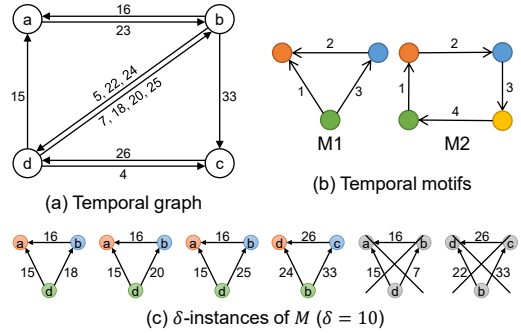 a 16 b
23
5, 22, 24
7, 18, 20, 25
15
33
d 26 c
4
(a) Temporal graph
2
1 3
M1
2
1 3
4
M2
(b) Temporal motifs
a 16 b
15 18
d
a 16 b
15 20
d
a 16 b
15 25
d
d 26 c
24 33
b
a 16 b
15 7
d
d 26 c
22 33
b
(c) δ-instances of M (δ = 10)